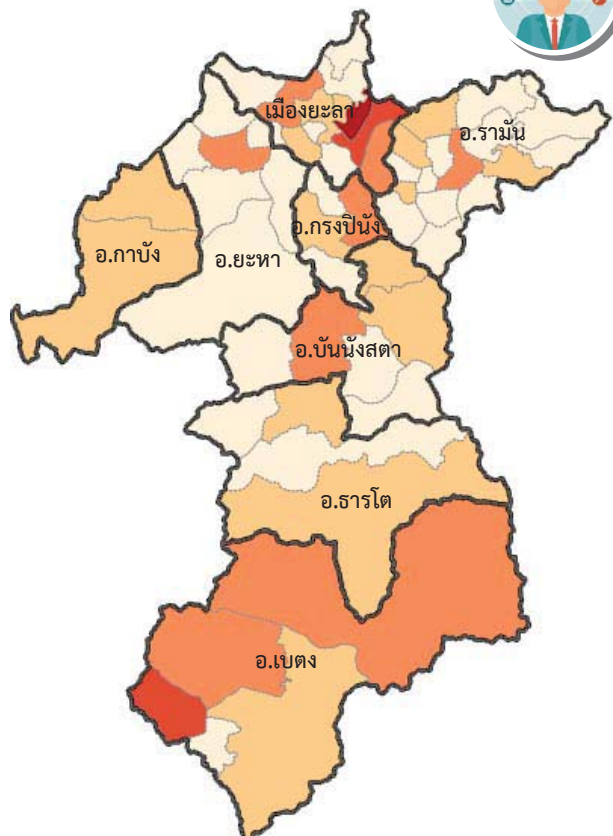 เมืองยะลา
อ.รามัน
อ.กรงปินัง
อ.กาบัง
อ.ยะหา
อ.บันนังสตา
อ.ธารโต
อ.เบตง